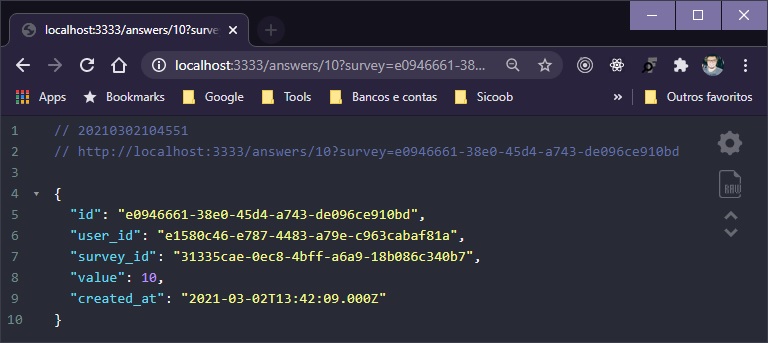 localhost:3333/answers/10?surve
localhost:3333/answers/10?survey=e0946661-38...
Apps Bookmarks Google Tools Bancos e contas Sicoob » Outros favoritos
1 // 20210302104551
2 // http://localhost:3333/answers/10?survey=e0946661-38e0-45d4-a743-de096ce910bd
3
4 {
5 "id": "e0946661-38e0-45d4-a743-de096ce910bd",
6 "user_id": "e1580c46-e787-4483-a79e-c963cabaf81a",
7 "survey_id": "31335cae-0ec8-4bff-a6a9-18b086c340b7",
8 "value": 10,
9 "created_at": "2021-03-02T13:42:09.000Z"
10 }
RAW